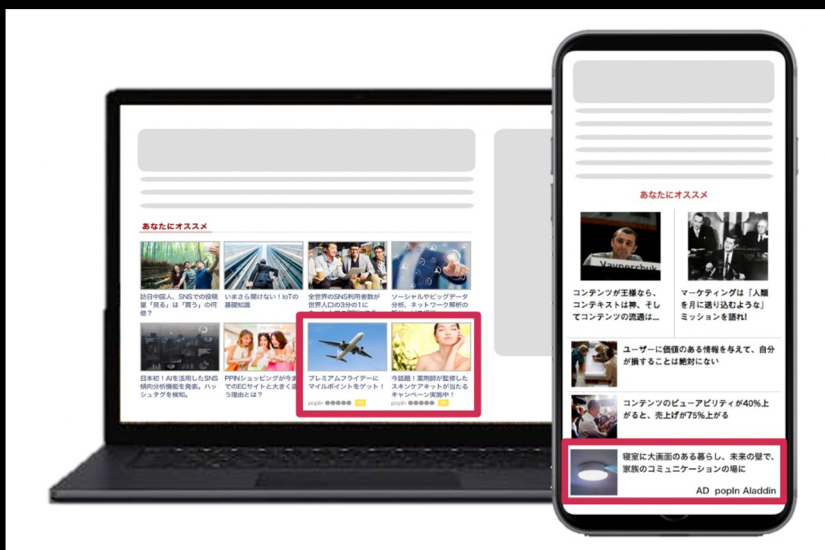 あなたにオススメ
訪日中国人、SNSでの投稿
量「見る」は「買う」の何
倍？
いまさら聞けない！IoTの
基礎知識
全世界のSNS利用者数が
世界人口の3分の1に
ソーシャルやビッグデータ
分析、ネットワーク解析の
日本初！AIを活用したSNS
傾向分析機能を発表。ハッ
シュタグを検知。
PPINショッピングが今ま
でのECサイトと大きく違
う理由とは？
プレミアムフライデーに
マイルポイントをゲット！
popIn
今話題！薬剤師が監修した
スキンケアキットが当たる
キャンペーン実施中！
popIn
あなたにオススメ
Vaynerchuk
コンテンツが王様なら、
コンテキストは神、そし
てコンテンツの流通は...
マーケティングは「人類
を月に送り込むような」
ミッションを語れ!
ユーザーに価値のある情報を与えて、自分
が損することは絶対にない
コンテンツのビューアビリティが40%上
がると、売上げが75%上がる
寝室に大画面のある暮らし、未来の壁で、
家族のコミュニケーションの場に
AD popIn Aladdin